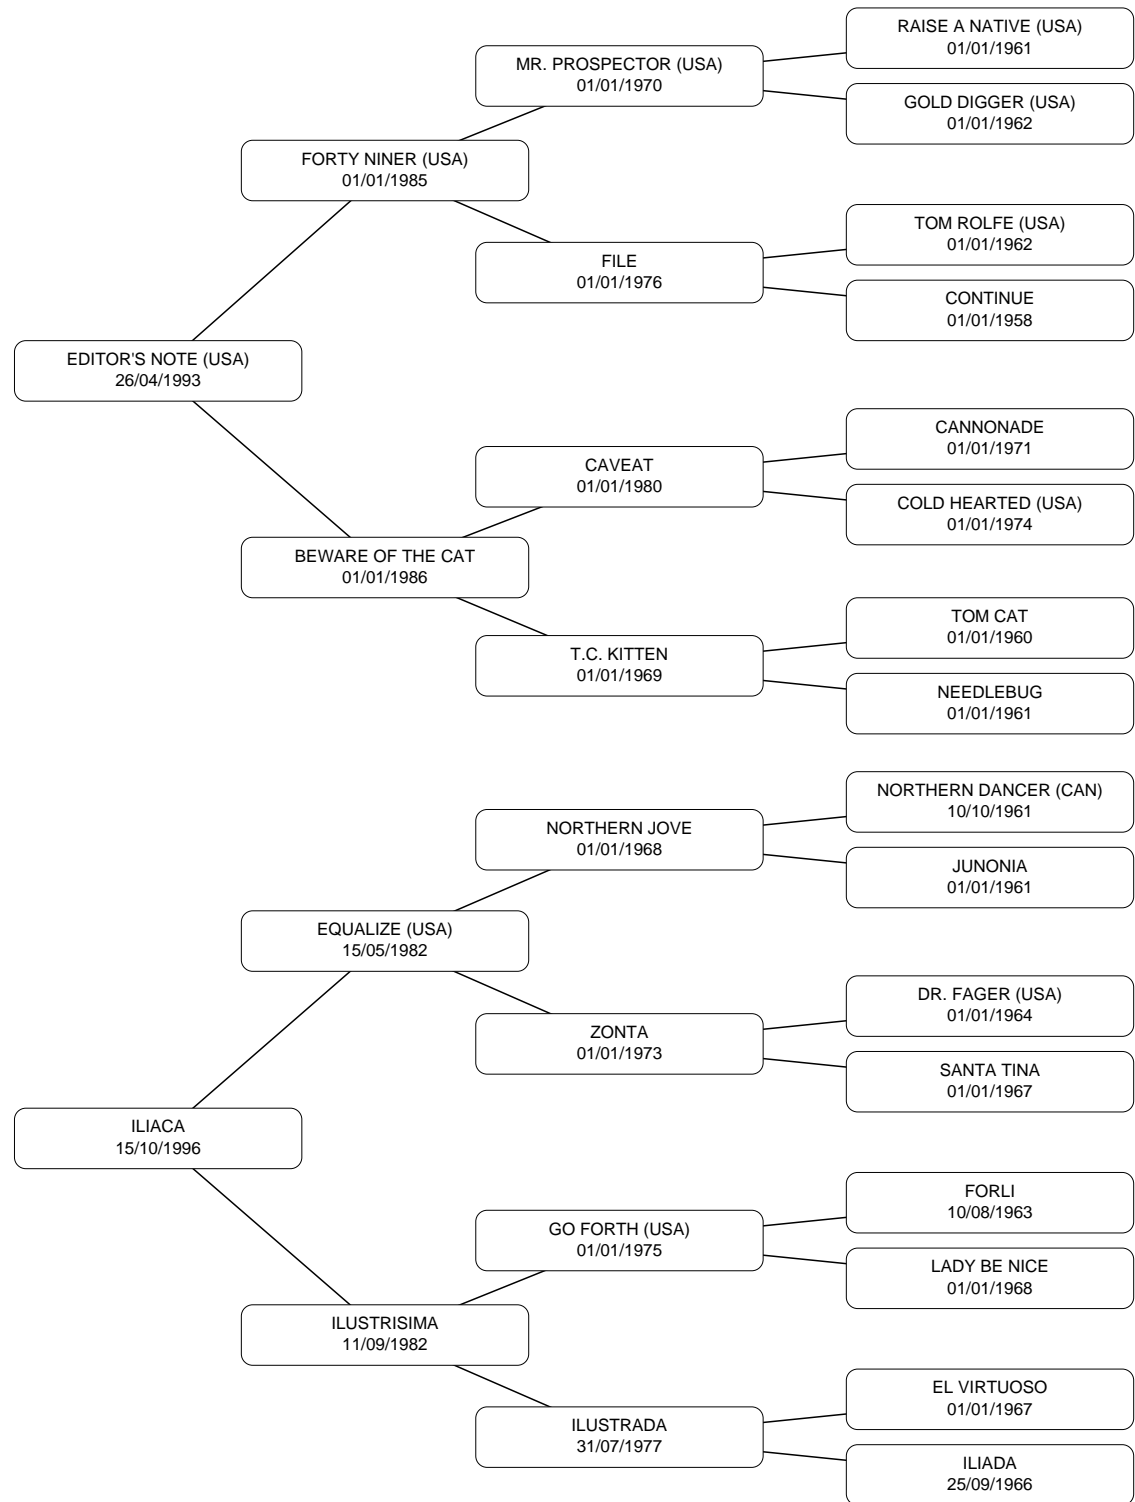 RAISE A NATIVE (USA)
01/01/1961
MR. PROSPECTOR (USA)
01/01/1970
GOLD DIGGER (USA)
01/01/1962
FORTY NINER (USA)
01/01/1985
TOM ROLFE (USA)
01/01/1962
FILE
01/01/1976
CONTINUE
01/01/1958
EDITOR'S NOTE (USA)
26/04/1993
CANNONADE
01/01/1971
CAVEAT
01/01/1980
COLD HEARTED (USA)
01/01/1974
BEWARE OF THE CAT
01/01/1986
TOM CAT
01/01/1960
T.C. KITTEN
01/01/1969
NEEDLEBUG
01/01/1961
NORTHERN DANCER (CAN)
10/10/1961
NORTHERN JOVE
01/01/1968
JUNONIA
01/01/1961
EQUALIZE (USA)
15/05/1982
DR. FAGER (USA)
01/01/1964
ZONTA
01/01/1973
SANTA TINA
01/01/1967
ILIACA
15/10/1996
FORLI
10/08/1963
GO FORTH (USA)
01/01/1975
LADY BE NICE
01/01/1968
ILUSTRISIMA
11/09/1982
EL VIRTUOSO
01/01/1967
ILUSTRADA
31/07/1977
ILIADA
25/09/1966